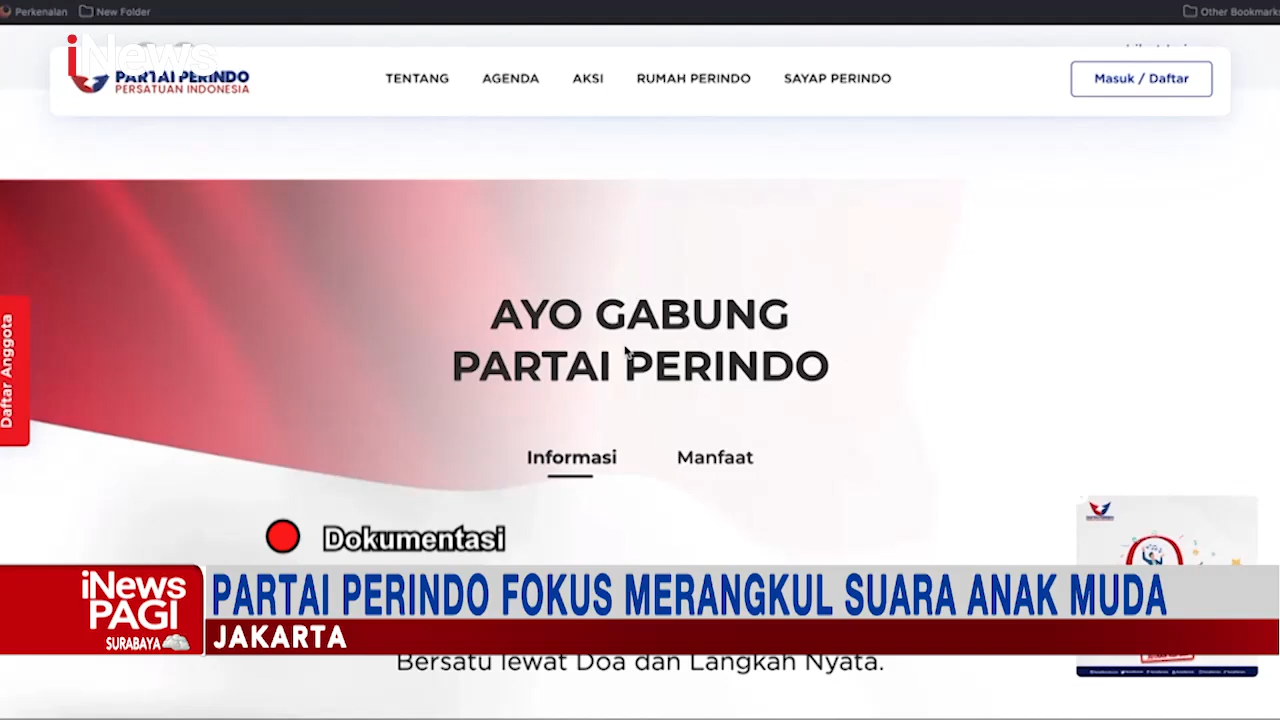 Perkenalan
New Folder
Other Bookmarks
iNews
PARTAI PERINDO
PERSATUAN INDONESIA
TENTANG
AGENDA
AKSI
RUMAH PERINDO
SAYAP PERINDO
Masuk / Daftar
AYO GABUNG
PARTAI PERINDO
Daftar Anggota
Informasi
Manfaat
Dokumentasi
iNews
PAGI
SURABAYA
PARTAI PERINDO FOKUS MERANGKUL SUARA ANAK MUDA
JAKARTA
Bersatu lewat Doa dan Langkah Nyata.